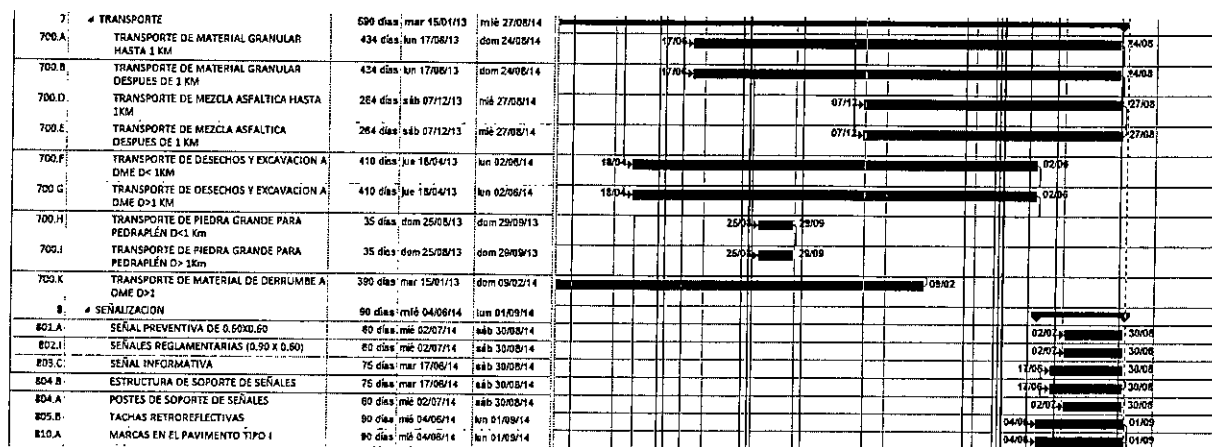 7 TRANSPORTE 590 días mar 15/01/13 mié 27/08/14
700.A TRANSPORTE DE MATERIAL GRANULAR HASTA 1 KM 434 días lun 17/06/13 dom 24/08/14 17/06 24/08
700.B TRANSPORTE DE MATERIAL GRANULAR DESPUES DE 1 KM 434 días lun 17/06/13 dom 24/08/14 17/06 24/08
700.D TRANSPORTE DE MEZCLA ASFALTICA HASTA 1KM 264 días sáb 07/12/13 mié 27/08/14 07/12 27/08
700.E TRANSPORTE DE MEZCLA ASFALTICA DESPUES DE 1 KM 264 días sáb 07/12/13 mié 27/08/14 07/12 27/08
700.F TRANSPORTE DE DESECHOS Y EXCAVACION A DME D< 1KM 410 días jue 18/04/13 lun 02/06/14 18/04 02/06
700 G TRANSPORTE DE DESECHOS Y EXCAVACION A DME D>1 KM 410 días jue 18/04/13 lun 02/06/14 18/04 02/06
700.H TRANSPORTE DE PIEDRA GRANDE PARA PEDRAPLÉN D<1 Km 35 días dom 25/08/13 dom 29/09/13 25/08 29/09
700.I TRANSPORTE DE PIEDRA GRANDE PARA PEDRAPLÉN D> 1Km 35 días dom 25/08/13 dom 29/09/13 25/08 29/09
700.K TRANSPORTE DE MATERIAL DE DERRUMBE A DME D>1 390 días mar 15/01/13 dom 09/02/14 09/02
8 SEÑALIZACION 90 días mié 04/06/14 lun 01/09/14
801.A SEÑAL PREVENTIVA DE 0.60X0.60 60 días mié 02/07/14 sáb 30/08/14 02/07 30/08
802.I SEÑALES REGLAMENTARIAS (0.90 X 0.60) 60 días mié 02/07/14 sáb 30/08/14 02/07 30/08
803.C SEÑAL INFORMATIVA 75 días mar 17/06/14 sáb 30/08/14 17/06 30/08
804.B ESTRUCTURA DE SOPORTE DE SEÑALES 75 días mar 17/06/14 sáb 30/08/14 17/06 30/08
804.A POSTES DE SOPORTE DE SEÑALES 60 días mié 02/07/14 sáb 30/08/14 02/07 30/08
805.B TACHAS RETROREFLECTIVAS 90 días mié 04/06/14 lun 01/09/14 04/06 01/09
810.A MARCAS EN EL PAVIMENTO TIPO I 90 días mié 04/06/14 lun 01/09/14 04/06 01/09